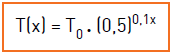 T(x) = T₀ . (0,5)⁰,¹ˣ